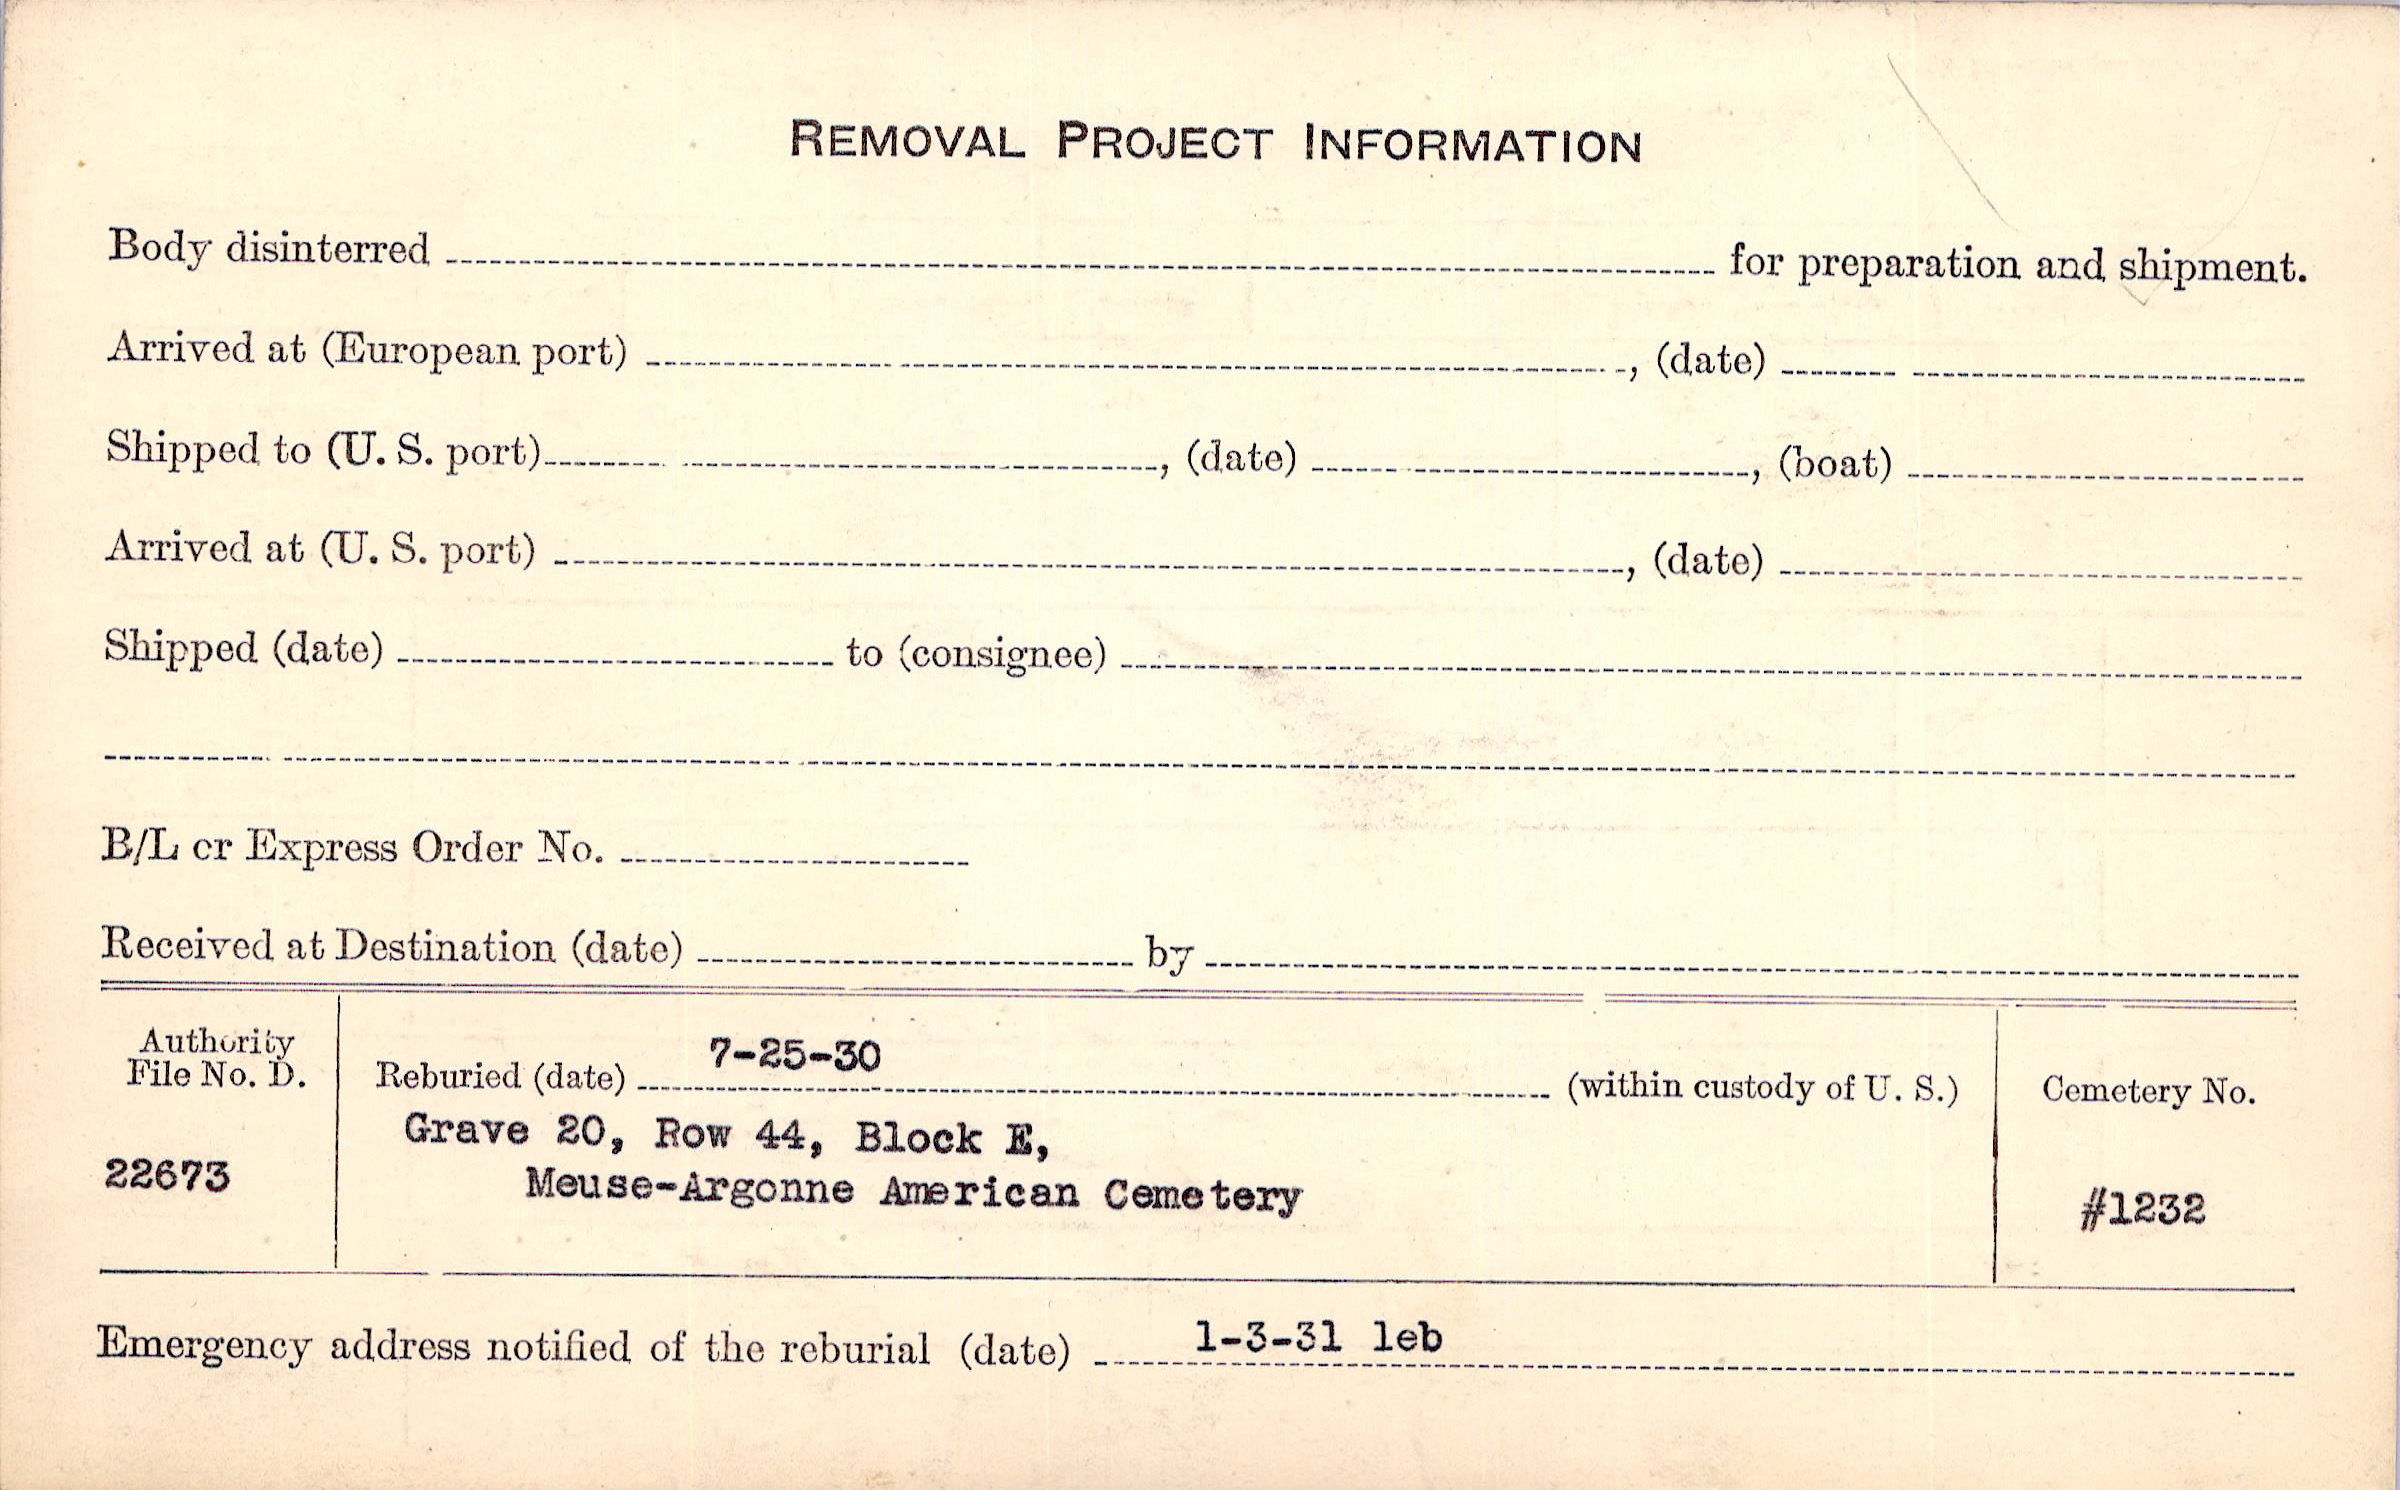 REMOVAL PROJECT INFORMATION
Body disinterred for preparation and shipment.
Arrived at (European port) , (date)
Shipped to (U. S. port) , (date) , (boat)
Arrived at (U. S. port) , (date)
Shipped (date) to (consignee)
B/L or Express Order No.
Received at Destination (date) by
Authority
File No. D.
22673
Reburied (date) 7-25-30 (within custody of U. S.)
Grave 20, Row 44, Block E,
Meuse-Argonne American Cemetery
Cemetery No.
#1232
Emergency address notified of the reburial (date) 1-3-31 leb